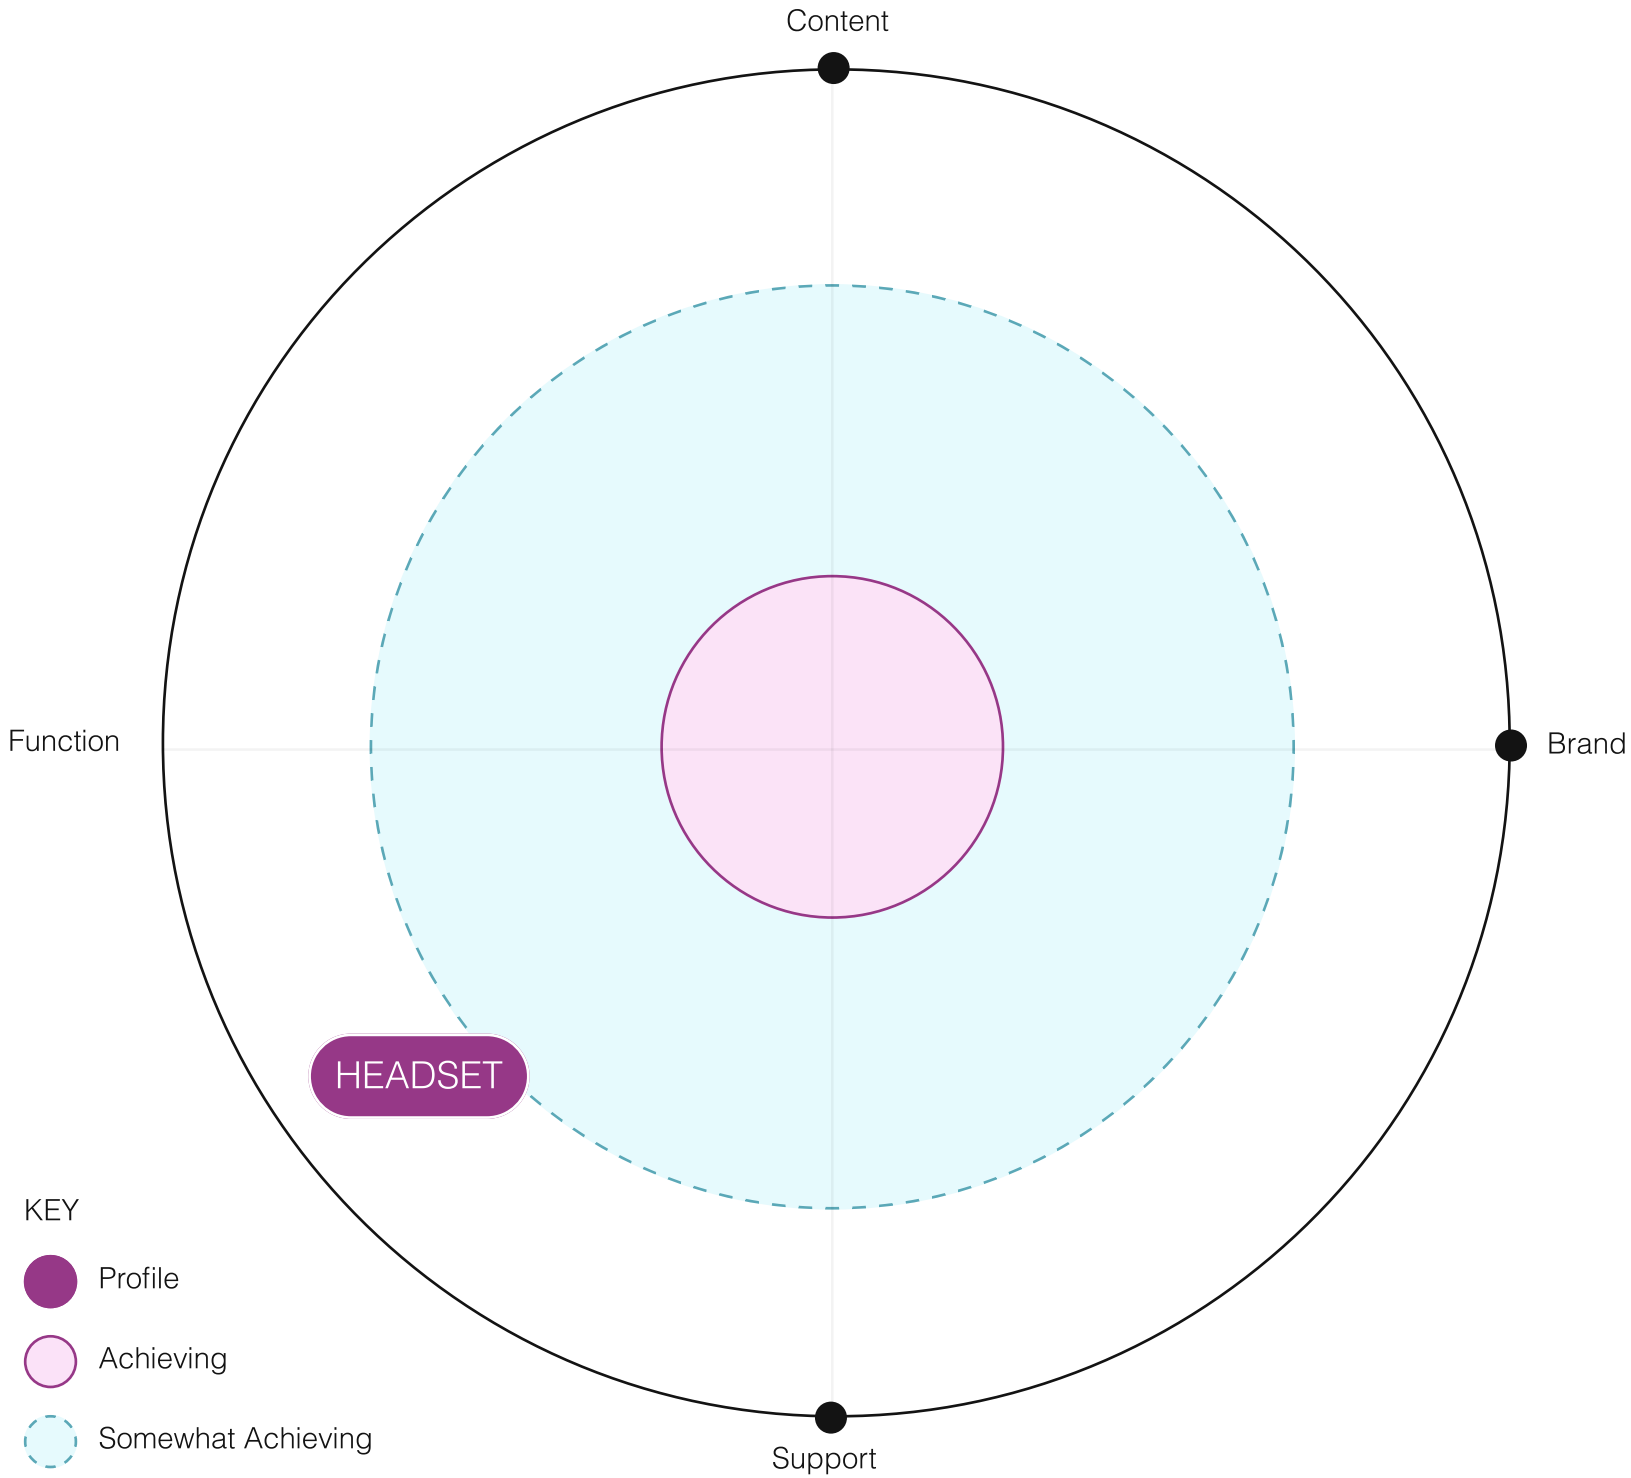 Content
Function
Brand
HEADSET
Support
KEY
Profile
Achieving
Somewhat Achieving